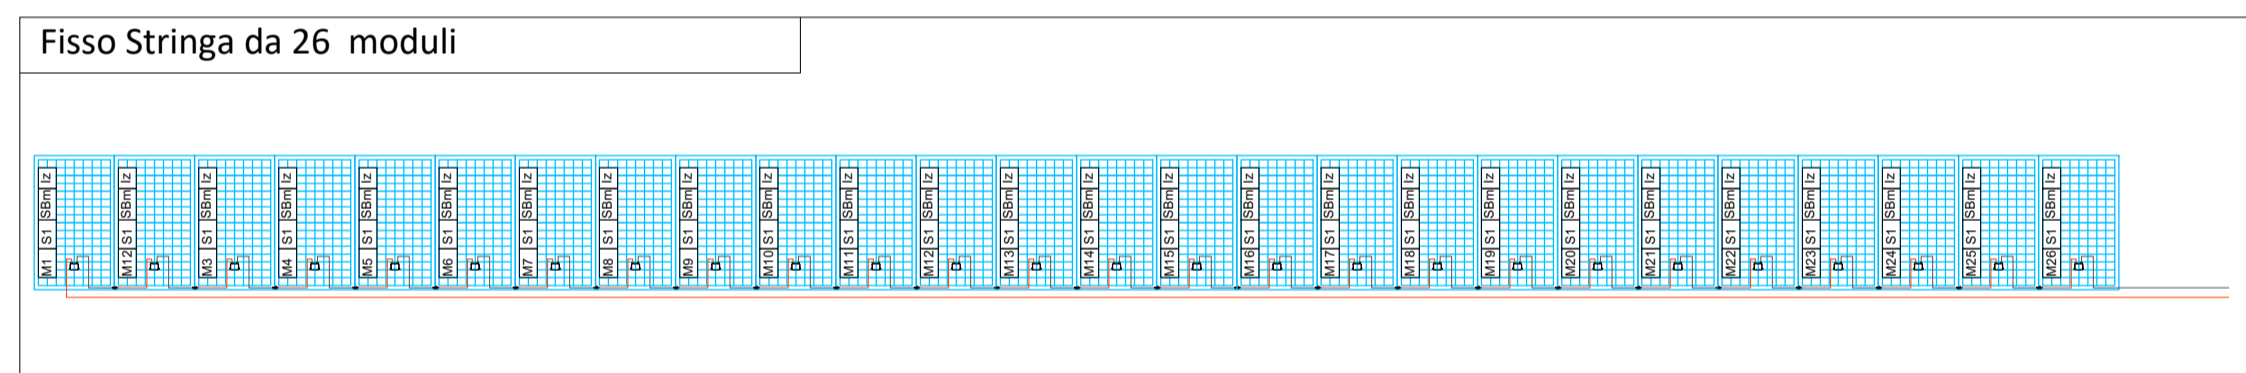 Fisso Stringa da 26 moduli
M1 S1 SBm Iz
M12 S1 SBm Iz
M3 S1 SBm Iz
M4 S1 SBm Iz
M5 S1 SBm Iz
M6 S1 SBm Iz
M7 S1 SBm Iz
M8 S1 SBm Iz
M9 S1 SBm Iz
M10 S1 SBm Iz
M11 S1 SBm Iz
M12 S1 SBm Iz
M13 S1 SBm Iz
M14 S1 SBm Iz
M15 S1 SBm Iz
M16 S1 SBm Iz
M17 S1 SBm Iz
M18 S1 SBm Iz
M19 S1 SBm Iz
M20 S1 SBm Iz
M21 S1 SBm Iz
M22 S1 SBm Iz
M23 S1 SBm Iz
M24 S1 SBm Iz
M25 S1 SBm Iz
M26 S1 SBm Iz